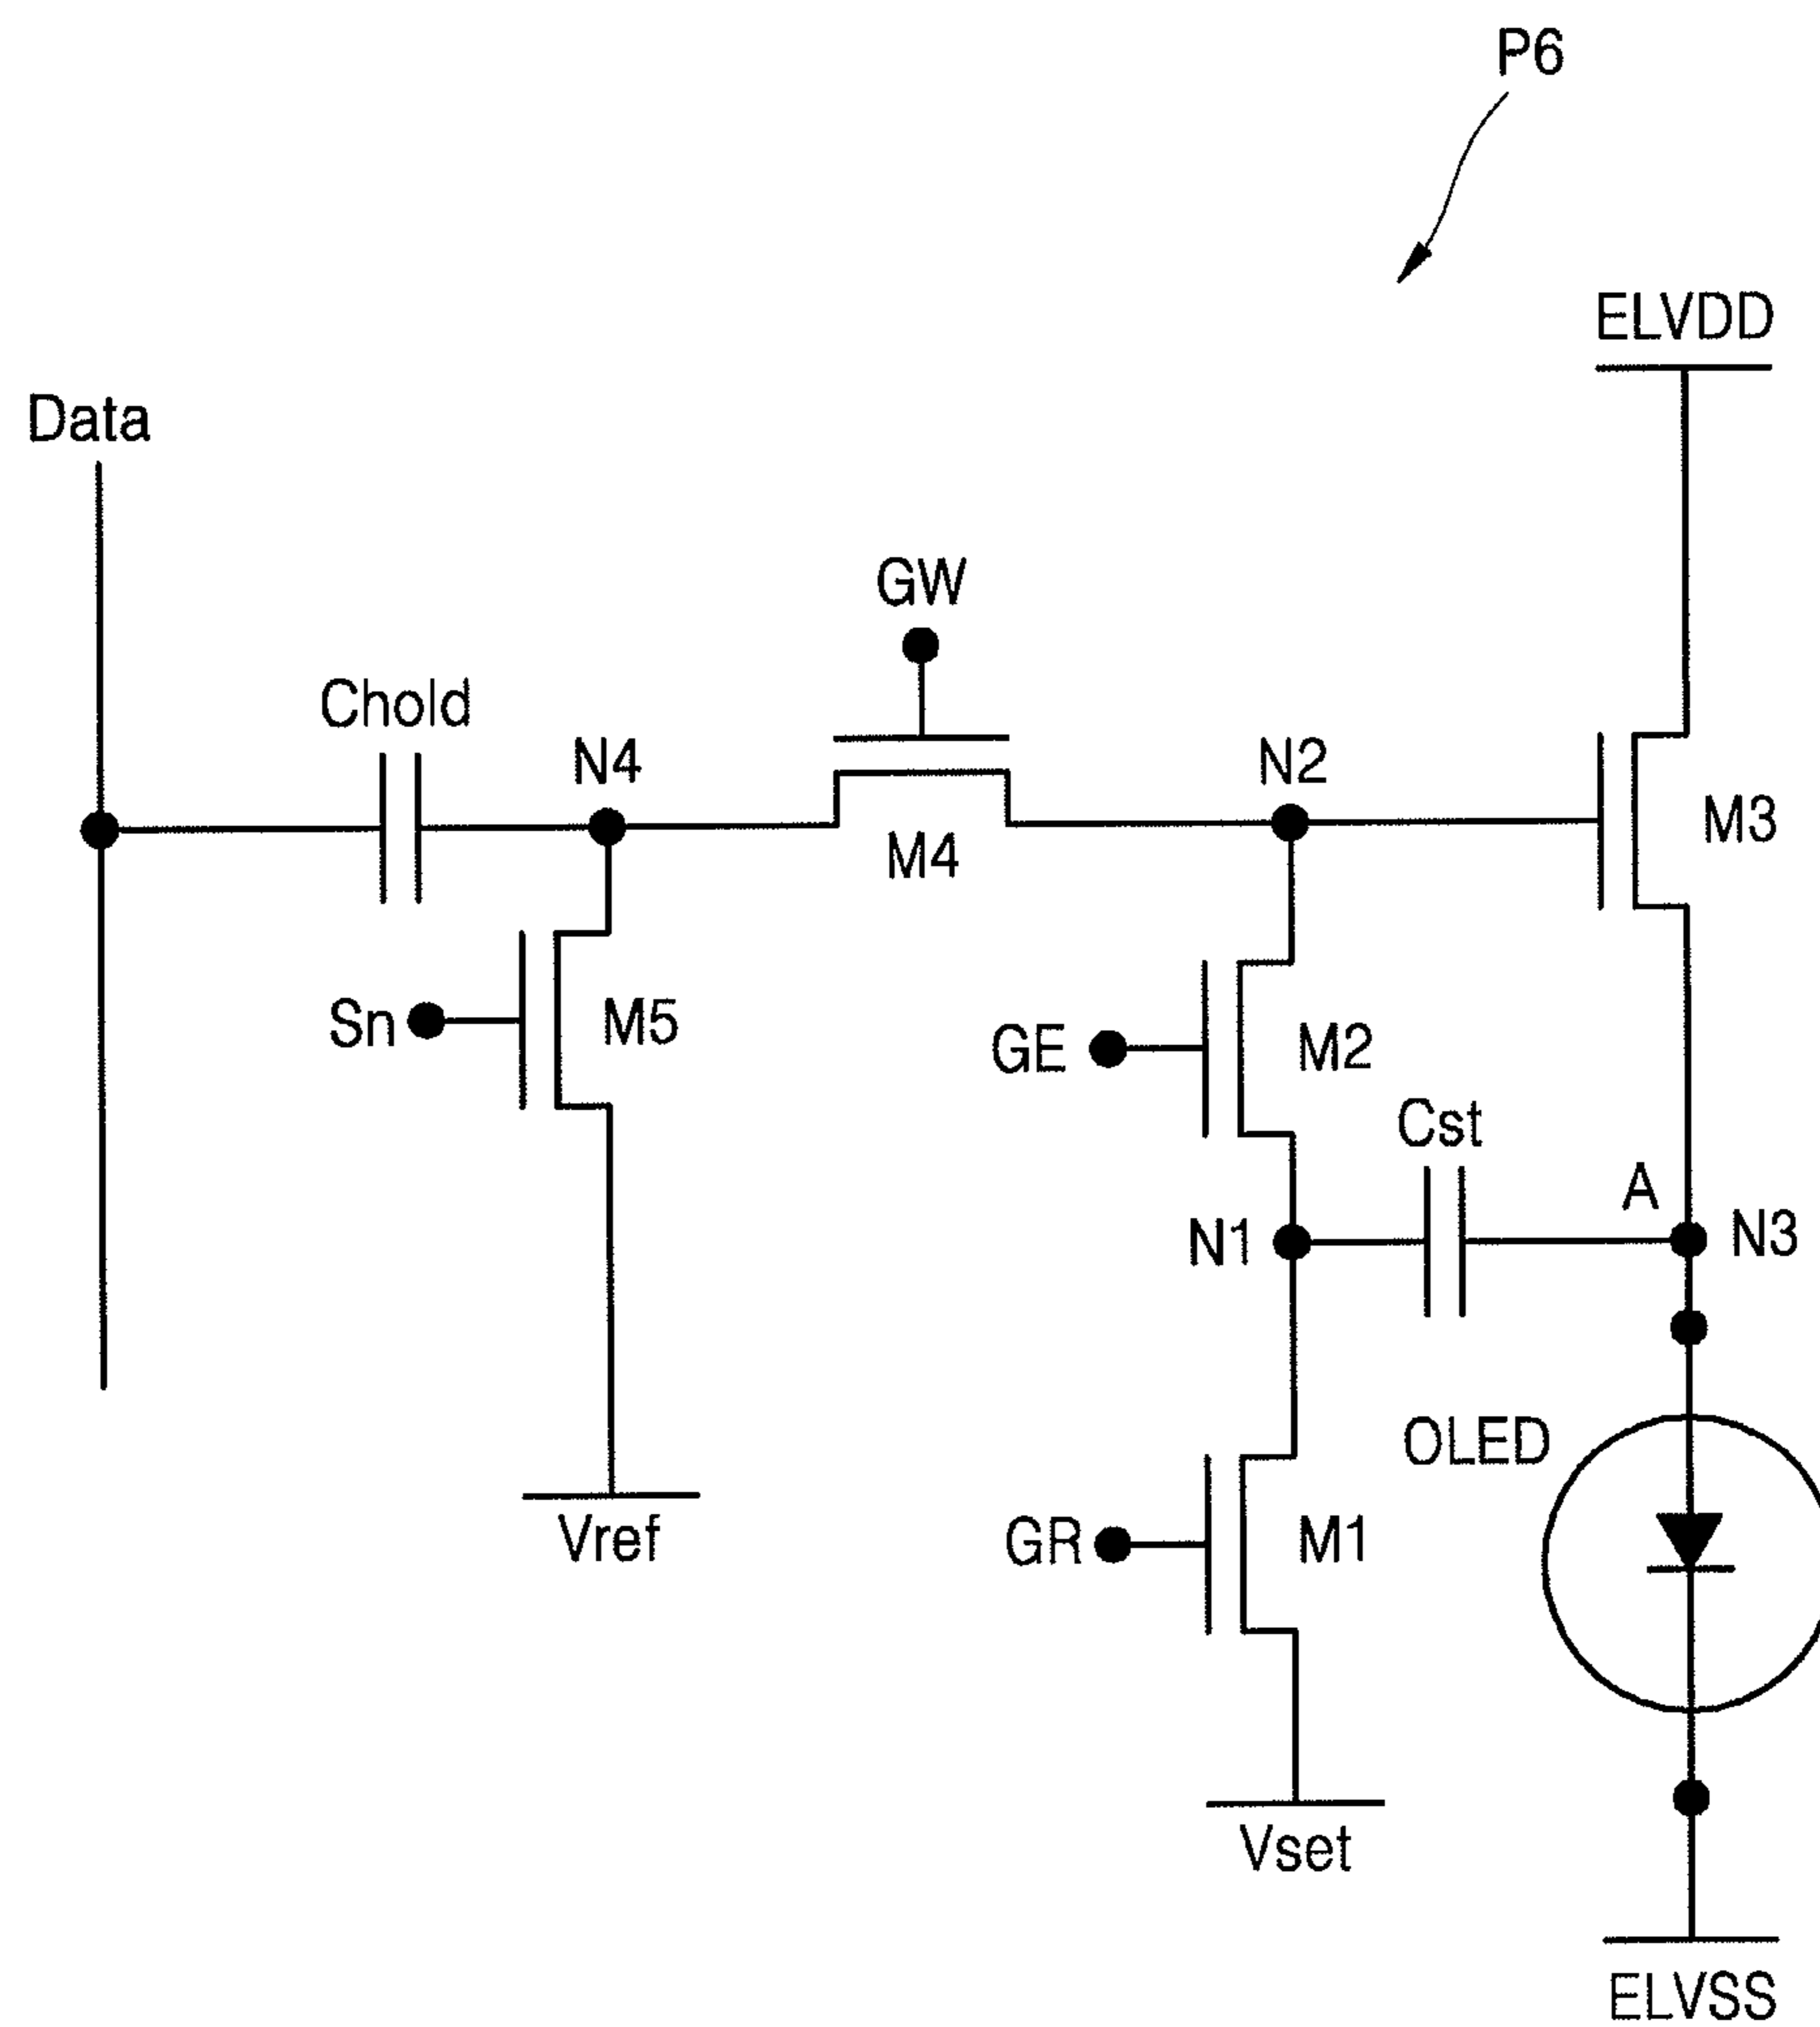 P6
ELVDD
Data
GW
Chold
N4
N2
M3
M4
Sn
M5
GE
M2
Cst
A
N1
N3
OLED
GR
M1
Vref
Vset
ELVSS